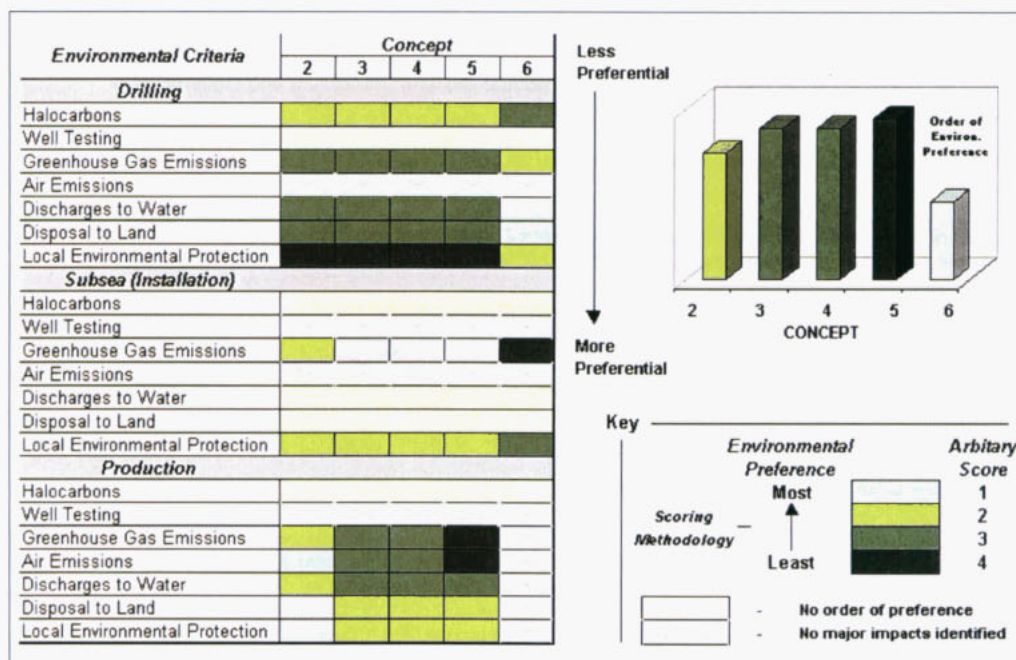 Environmental Criteria
Concept
2 3 4 5 6
Drilling
Halocarbons
Well Testing
Greenhouse Gas Emissions
Air Emissions
Discharges to Water
Disposal to Land
Local Environmental Protection
Subsea (Installation)
Halocarbons
Well Testing
Greenhouse Gas Emissions
Air Emissions
Discharges to Water
Disposal to Land
Local Environmental Protection
Production
Halocarbons
Well Testing
Greenhouse Gas Emissions
Air Emissions
Discharges to Water
Disposal to Land
Local Environmental Protection
Less
Preferential
More
Preferential
Order of
Environ.
Preference
2 3 4 5 6
CONCEPT
Key
Environmental
Preference
Arbitary
Score
Most
Least
Scoring
Methodology
1
2
3
4
- No order of preference
- No major impacts identified